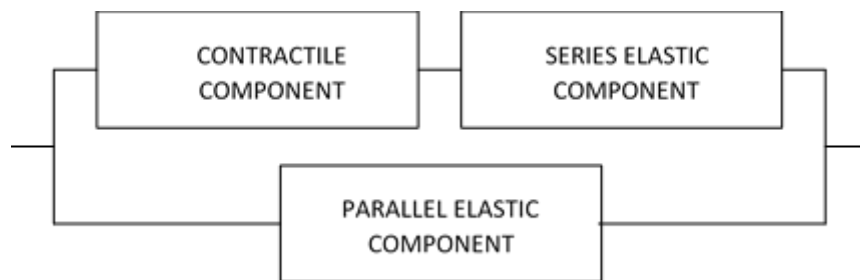 CONTRACTILE
COMPONENT
SERIES ELASTIC
COMPONENT
PARALLEL ELASTIC
COMPONENT